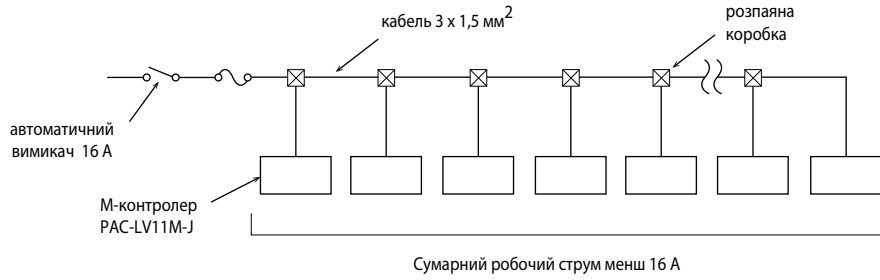 кабель 3 x 1,5 мм²
розпаяна
коробка
автоматичний
вимикач 16 А
М-контролер
PAC-LV11M-J
Сумарний робочий струм менш 16 А